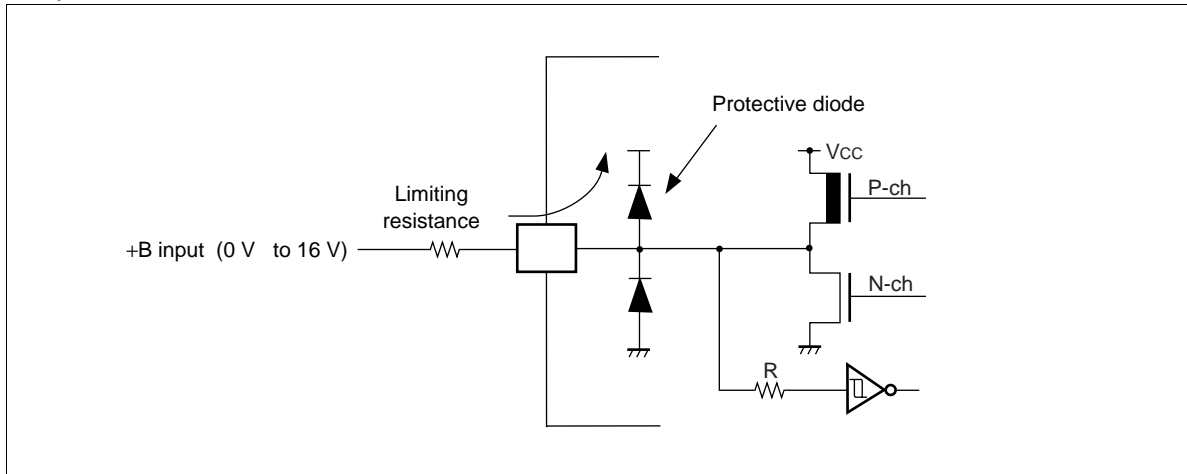 Protective diode
VCC
P-ch
Limiting
resistance
+B input (0 V to 16 V)
N-ch
R